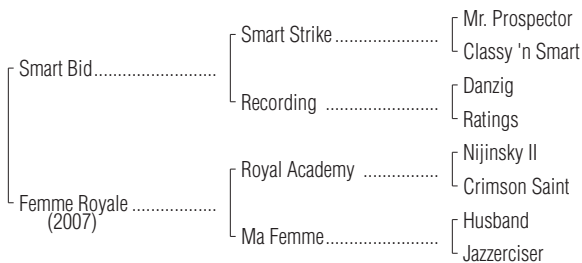 Mr. Prospector
Smart Strike ....................
Classy 'n Smart
Smart Bid........................
Danzig
Recording ......................
Ratings
Nijinsky II
Royal Academy ..............
Crimson Saint
Femme Royale ................
(2007)
Husband
Ma Femme......................
Jazzerciser